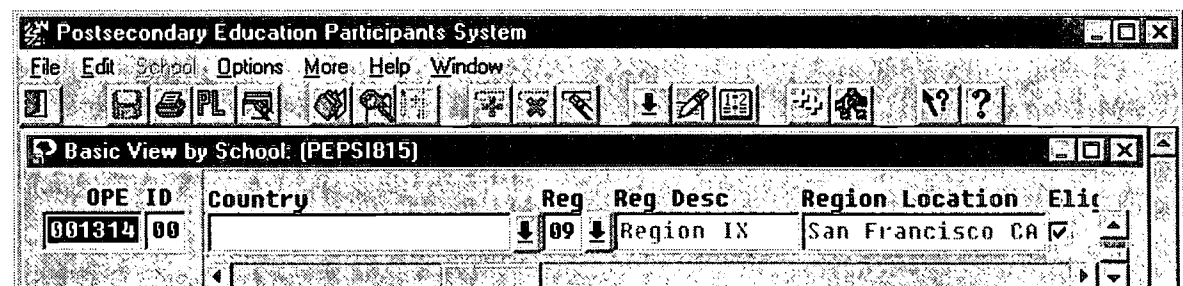 Postsecondary Education Participants System
File Edit School Options More Help Window
PL
Basic View by School: (PEPSI815)
OPE ID Country Reg Reg Desc Region Location Elig
001314 00 09 Region IX San Francisco CA